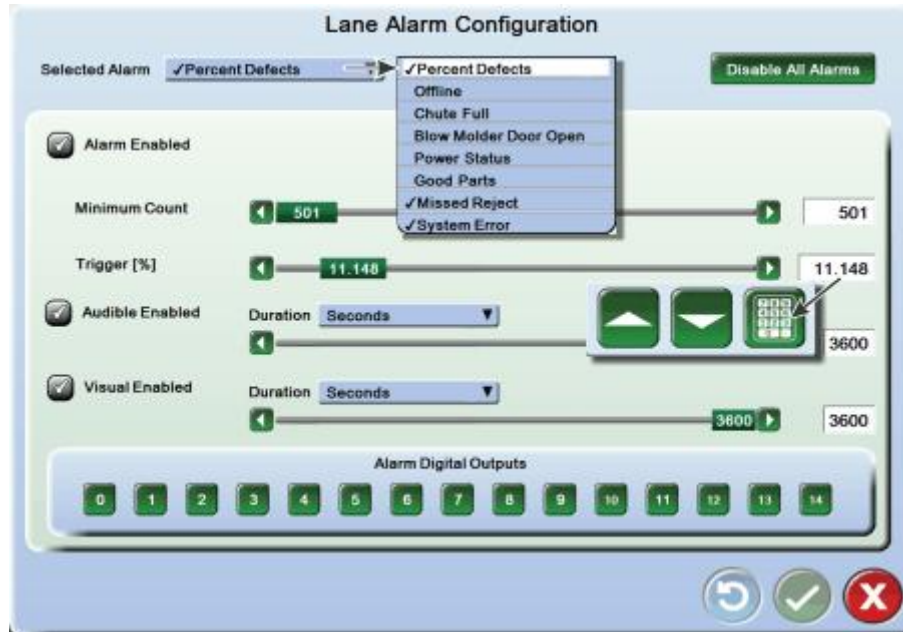 Lane Alarm Configuration
Selected Alarm ✓Percent Defects
✓Percent Defects
Offline
Chute Full
Blow Molder Door Open
Power Status
Good Parts
✓Missed Reject
✓System Error
Disable All Alarms
Alarm Enabled
Minimum Count 501 501
Trigger [%] 11.148 11.148
Audible Enabled Duration Seconds
3600
Visual Enabled Duration Seconds
3600 3600
Alarm Digital Outputs
0 1 2 3 4 5 6 7 8 9 10 11 12 13 14
X